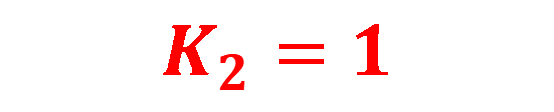 K₂ = 1